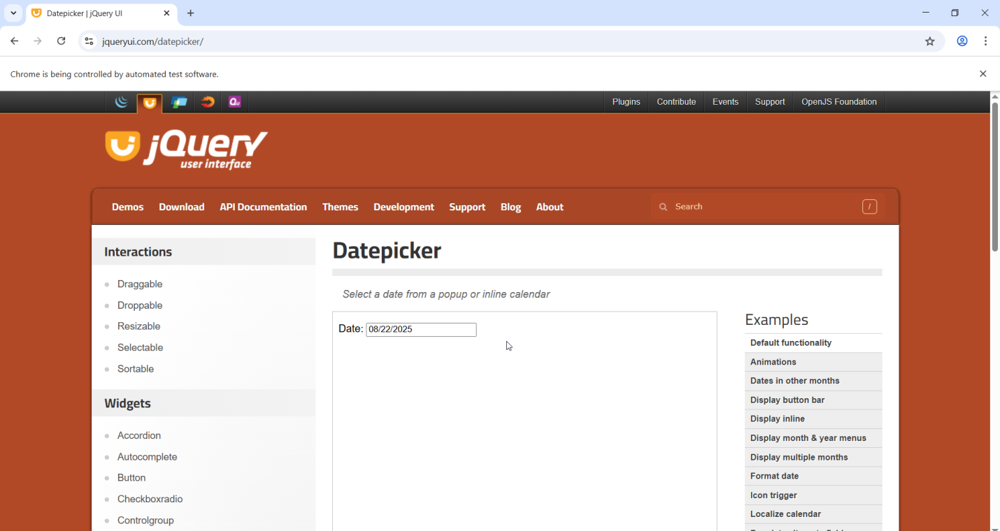 Datepicker | jQuery UI
jqueryui.com/datepicker/
Chrome is being controlled by automated test software.
Qu
Plugins
Contribute
Events
Support
OpenJS Foundation
jQuery
user interface
Demos
Download
API Documentation
Themes
Development
Support
Blog
About
Search
/
Interactions
Draggable
Droppable
Resizable
Selectable
Sortable
Widgets
Accordion
Autocomplete
Button
Checkboxradio
Controlgroup
Datepicker
Select a date from a popup or inline calendar
Date: 08/22/2025
Examples
Default functionality
Animations
Dates in other months
Display button bar
Display inline
Display month & year menus
Display multiple months
Format date
Icon trigger
Localize calendar